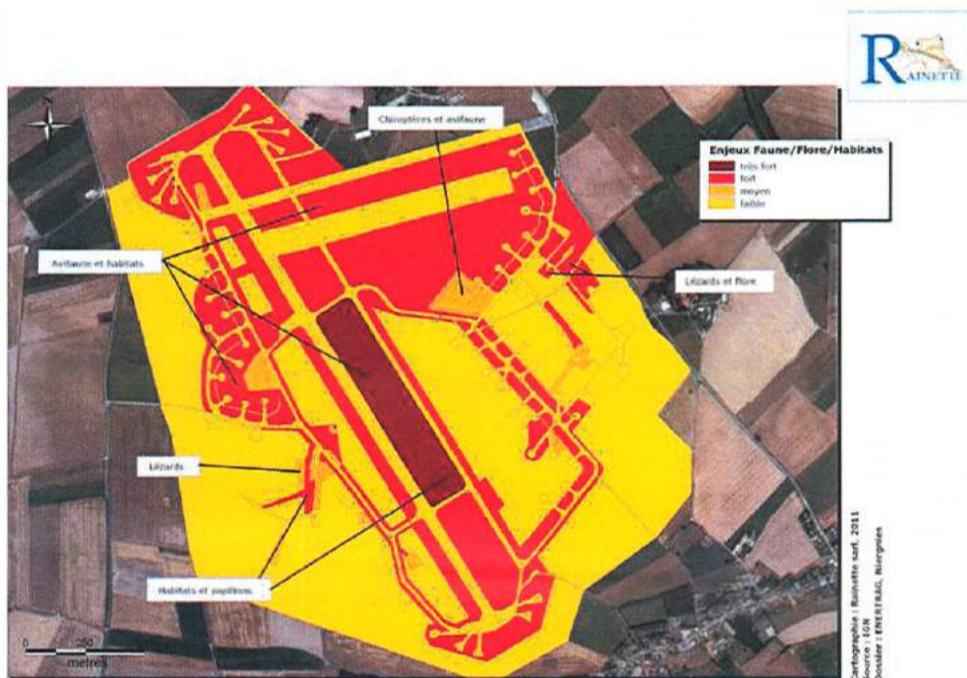 RAINETTE
N
Chiroptères et avifaune
Enjeux Faune/Flore/Habitats
très fort
fort
moyen
faible
Avifaune et habitats
Lézards et flore
Lézards
Habitats et papillons
0
metres
Cartographie : Rainette sarl, 2011
Source : IGN
Dossier : ENERTRAG, Niergnies